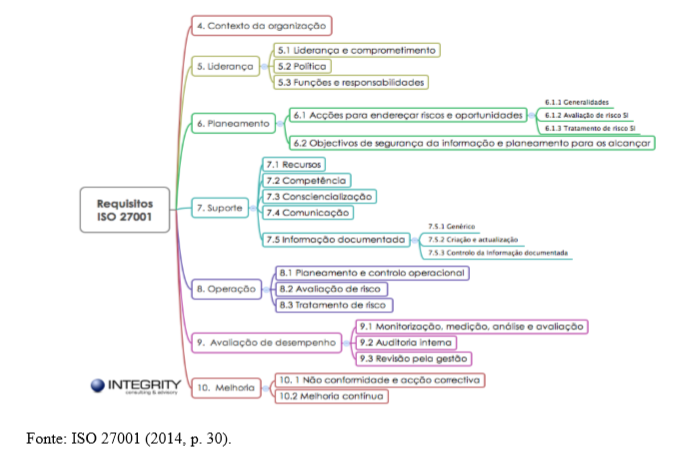 4. Contexto da organização
5. Liderança
5.1 Liderança e comprometimento
5.2 Política
5.3 Funções e responsabilidades
6. Planeamento
6.1 Acções para endereçar riscos e oportunidades
6.1.1 Generalidades
6.1.2 Avaliação de risco SI
6.1.3 Tratamento de risco SI
6.2 Objectivos de segurança da informação e planeamento para os alcançar
Requisitos
ISO 27001
7. Suporte
7.1 Recursos
7.2 Competência
7.3 Consciencialização
7.4 Comunicação
7.5 Informação documentada
7.5.1 Genérico
7.5.2 Criação e actualização
7.5.3 Controlo da informação documentada
8. Operação
8.1 Planeamento e controlo operacional
8.2 Avaliação de risco
8.3 Tratamento de risco
9. Avaliação de desempenho
9.1 Monitorização, medição, análise e avaliação
9.2 Auditoria interna
9.3 Revisão pela gestão
10. Melhoria
10. 1 Não conformidade e acção correctiva
10.2 Melhoria contínua
INTEGRITY
consulting & advisory
Fonte: ISO 27001 (2014, p. 30).